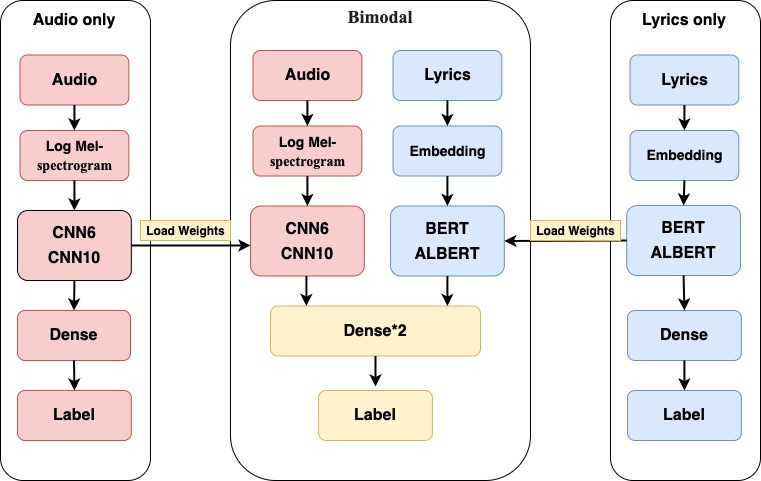 Audio only
Audio
Log Mel-
spectrogram
CNN6
CNN10
Dense
Label
Load Weights
Bimodal
Audio
Log Mel-
spectrogram
CNN6
CNN10
Lyrics
Embedding
BERT
ALBERT
Dense*2
Label
Load Weights
Lyrics only
Lyrics
Embedding
BERT
ALBERT
Dense
Label